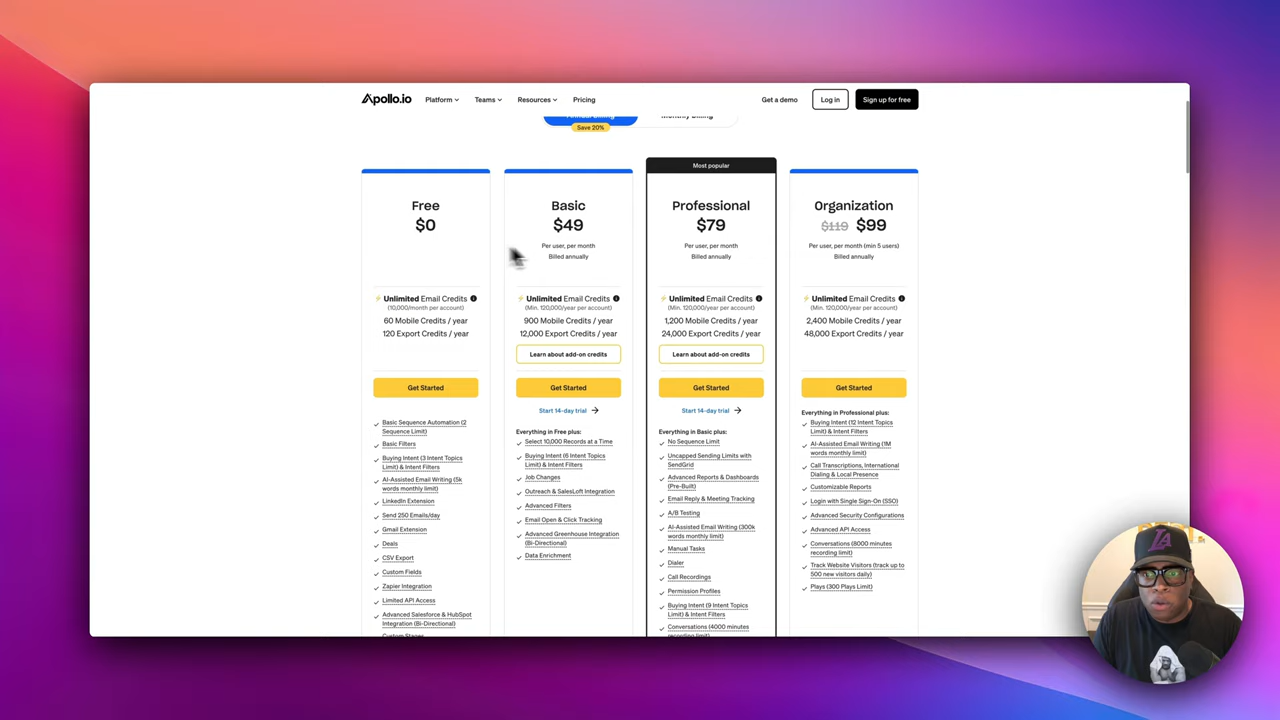 Apollo.io
Platform
Teams
Resources
Pricing
Get a demo
Log in
Sign up for free
Annual Billing
Monthly Billing
Save 20%
Free
$0
⚡ Unlimited Email Credits
(10,000/month per account)
60 Mobile Credits / year
120 Export Credits / year
Get Started
Basic Sequence Automation (2
Sequence Limit)
Basic Filters
Buying Intent (3 Intent Topics
Limit) & Intent Filters
AI-Assisted Email Writing (5k
words monthly limit)
LinkedIn Extension
Send 250 Emails/day
Gmail Extension
Deals
CSV Export
Custom Fields
Zapier Integration
Limited API Access
Advanced Salesforce & HubSpot
Integration (Bi-Directional)
Custom Stages
Basic
$49
Per user, per month
Billed annually
⚡ Unlimited Email Credits
(Min. 120,000/year per account)
900 Mobile Credits / year
12,000 Export Credits / year
Learn about add-on credits
Get Started
Start 14-day trial →
Everything in Free plus:
Select 10,000 Records at a Time
Buying Intent (6 Intent Topics
Limit) & Intent Filters
Job Changes
Outreach & SalesLoft Integration
Advanced Filters
Email Open & Click Tracking
Advanced Greenhouse Integration
(Bi-Directional)
Data Enrichment
Most popular
Professional
$79
Per user, per month
Billed annually
⚡ Unlimited Email Credits
(Min. 120,000/year per account)
1,200 Mobile Credits / year
24,000 Export Credits / year
Learn about add-on credits
Get Started
Start 14-day trial →
Everything in Basic plus:
No Sequence Limit
Uncapped Sending Limits with
SendGrid
Advanced Reports & Dashboards
(Pre-Built)
Email Reply & Meeting Tracking
A/B Testing
AI-Assisted Email Writing (300k
words monthly limit)
Manual Tasks
Dialer
Call Recordings
Permission Profiles
Buying Intent (9 Intent Topics
Limit) & Intent Filters
Conversations (4000 minutes
recording limit)
Organization
$119 $99
Per user, per month (min 5 users)
Billed annually
⚡ Unlimited Email Credits
(Min. 120,000/year per account)
2,400 Mobile Credits / year
48,000 Export Credits / year
Get Started
Everything in Professional plus:
Buying Intent (12 Intent Topics
Limit) & Intent Filters
AI-Assisted Email Writing (1M
words monthly limit)
Call Transcriptions, International
Dialing & Local Presence
Customizable Reports
Login with Single Sign-On (SSO)
Advanced Security Configurations
Advanced API Access
Conversations (8000 minutes
recording limit)
Track Website Visitors (track up to
500 new visitors daily)
Plays (300 Plays Limit)